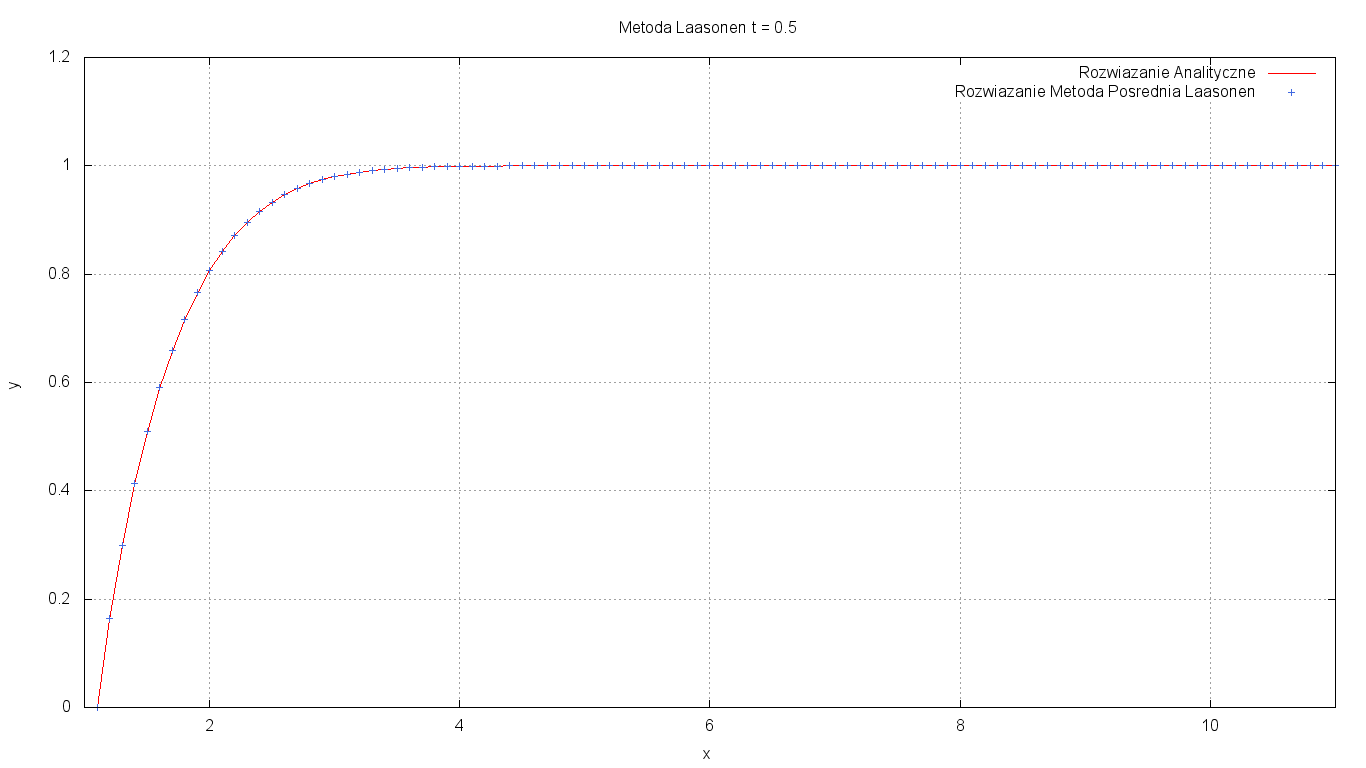 Metoda Laasonen t = 0.5
Rozwiazanie Analityczne
Rozwiazanie Metoda Posrednia Laasonen
1.2
1
0.8
0.6
0.4
0.2
0
y
2 4 6 8 10
x